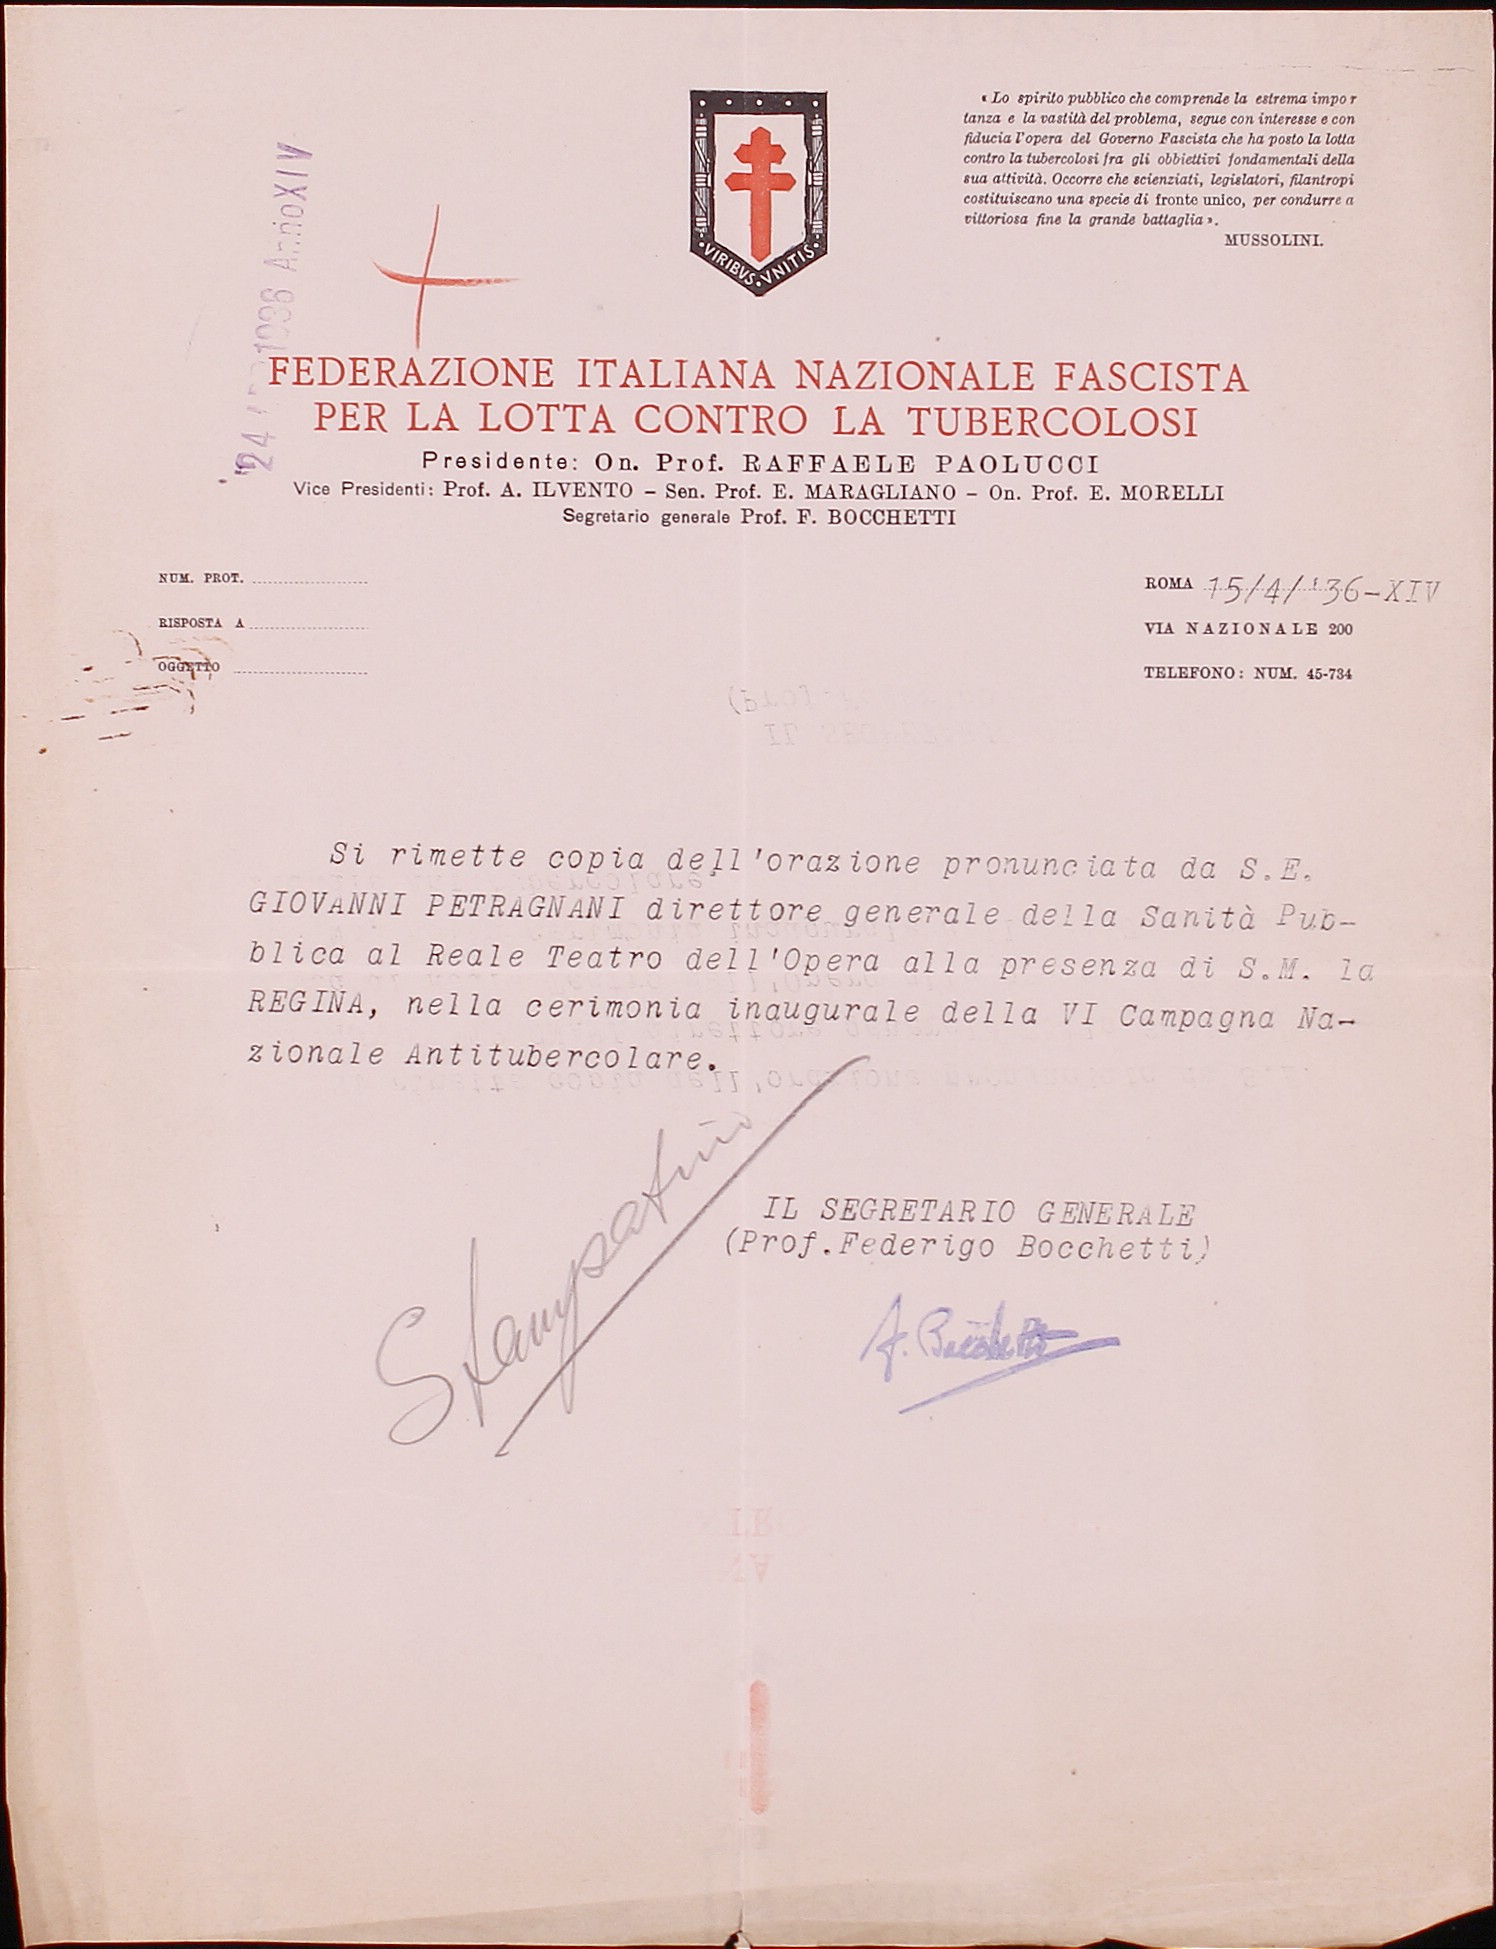 « Lo spirito pubblico che comprende la estrema impor
tanza e la vastità del problema, segue con interesse e con
fiducia l'opera del Governo Fascista che ha posto la lotta
contro la tubercolosi fra gli obbiettivi fondamentali della
sua attività. Occorre che scienziati, legislatori, filantropi
costituiscano una specie di fronte unico, per condurre a
vittoriosa fine la grande battaglia ».
MUSSOLINI.
VIRIBVS · VNITIS
24 1936 Anno XIV
FEDERAZIONE ITALIANA NAZIONALE FASCISTA
PER LA LOTTA CONTRO LA TUBERCOLOSI
Presidente: On. Prof. RAFFAELE PAOLUCCI
Vice Presidenti: Prof. A. ILVENTO – Sen. Prof. E. MARAGLIANO – On. Prof. E. MORELLI
Segretario generale Prof. F. BOCCHETTI
NUM. PROT.
RISPOSTA A
OGGETTO
ROMA 15/4/'36-XIV
VIA NAZIONALE 200
TELEFONO: NUM. 45-734
Si rimette copia dell'orazione pronunciata da S.E.
GIOVANNI PETRAGNANI direttore generale della Sanità Pub-
blica al Reale Teatro dell'Opera alla presenza di S.M. la
REGINA, nella cerimonia inaugurale della VI Campagna Na-
zionale Antitubercolare.
IL SEGRETARIO GENERALE
(Prof.Federigo Bocchetti)
F. Bocchetti